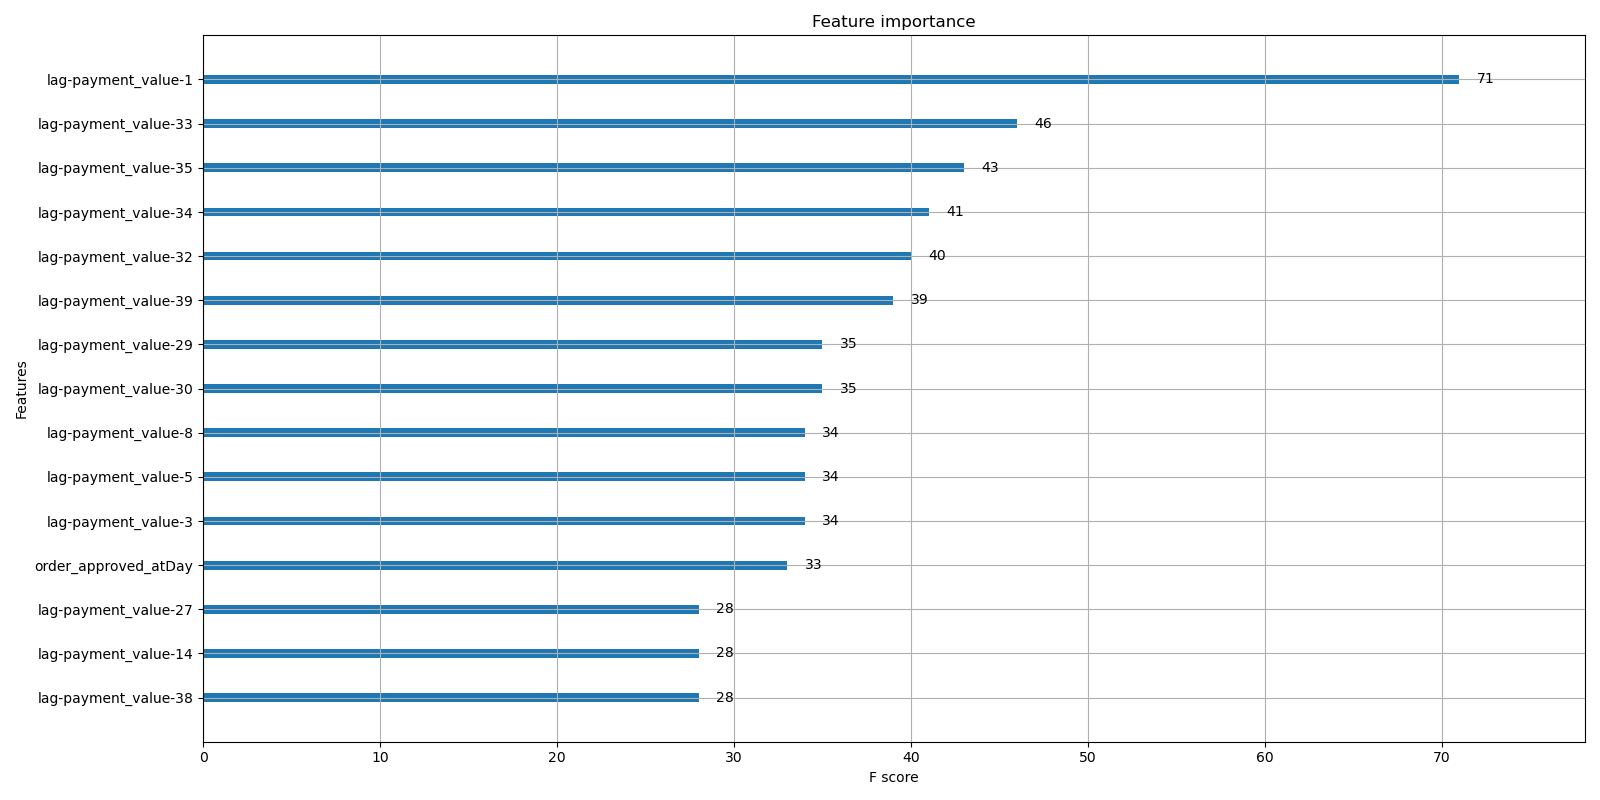 Feature importance
lag-payment_value-1 71
lag-payment_value-33 46
lag-payment_value-35 43
lag-payment_value-34 41
lag-payment_value-32 40
lag-payment_value-39 39
lag-payment_value-29 35
lag-payment_value-30 35
lag-payment_value-8 34
lag-payment_value-5 34
lag-payment_value-3 34
order_approved_atDay 33
lag-payment_value-27 28
lag-payment_value-14 28
lag-payment_value-38 28
Features
0 10 20 30 40 50 60 70
F score